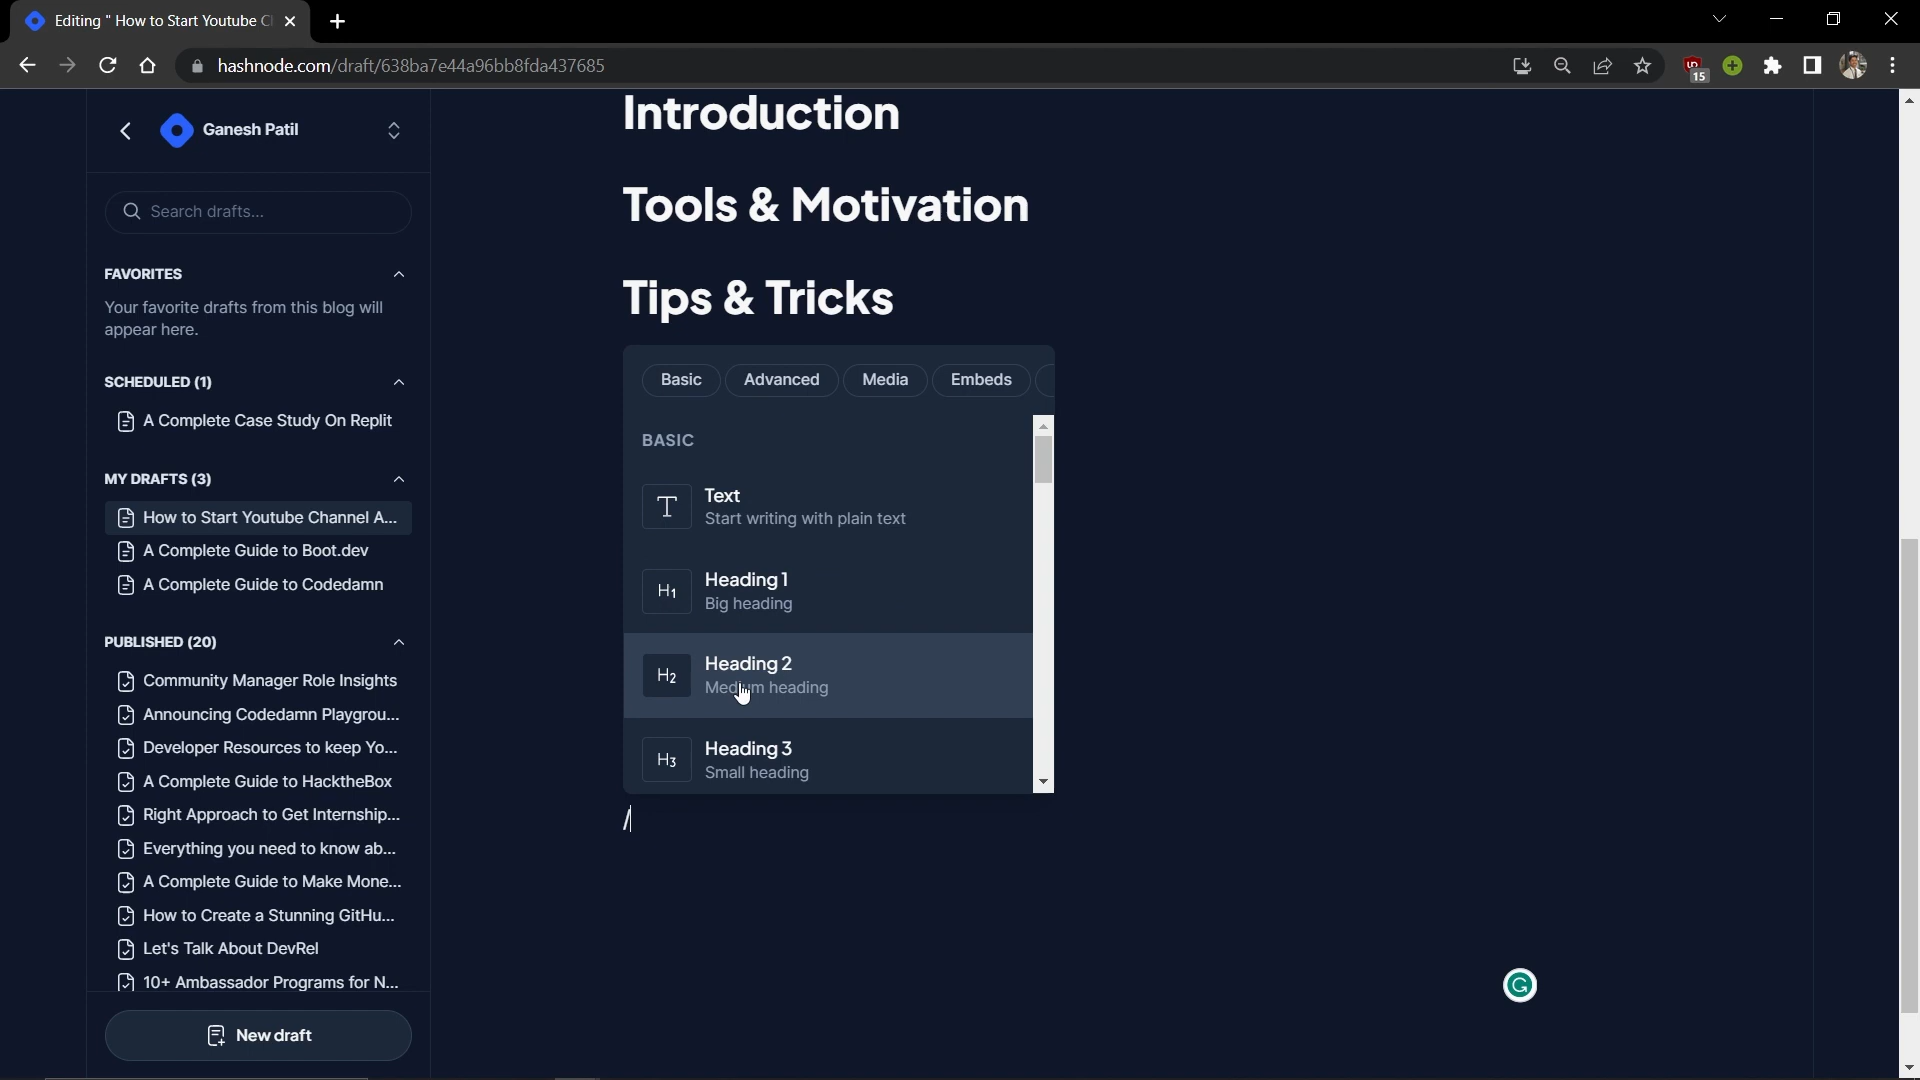 Editing " How to Start Youtube C
hashnode.com/draft/638ba7e44a96bb8fda437685
15
Ganesh Patil
Search drafts...
FAVORITES
Your favorite drafts from this blog will
appear here.
SCHEDULED (1)
A Complete Case Study On Replit
MY DRAFTS (3)
How to Start Youtube Channel A...
A Complete Guide to Boot.dev
A Complete Guide to Codedamn
PUBLISHED (20)
Community Manager Role Insights
Announcing Codedamn Playgrou...
Developer Resources to keep Yo...
A Complete Guide to HacktheBox
Right Approach to Get Internship...
Everything you need to know ab...
A Complete Guide to Make Mone...
How to Create a Stunning GitHu...
Let's Talk About DevRel
10+ Ambassador Programs for N...
New draft
Introduction
Tools & Motivation
Tips & Tricks
Basic Advanced Media Embeds
BASIC
T Text
Start writing with plain text
H1 Heading 1
Big heading
H2 Heading 2
Medium heading
H3 Heading 3
Small heading
/